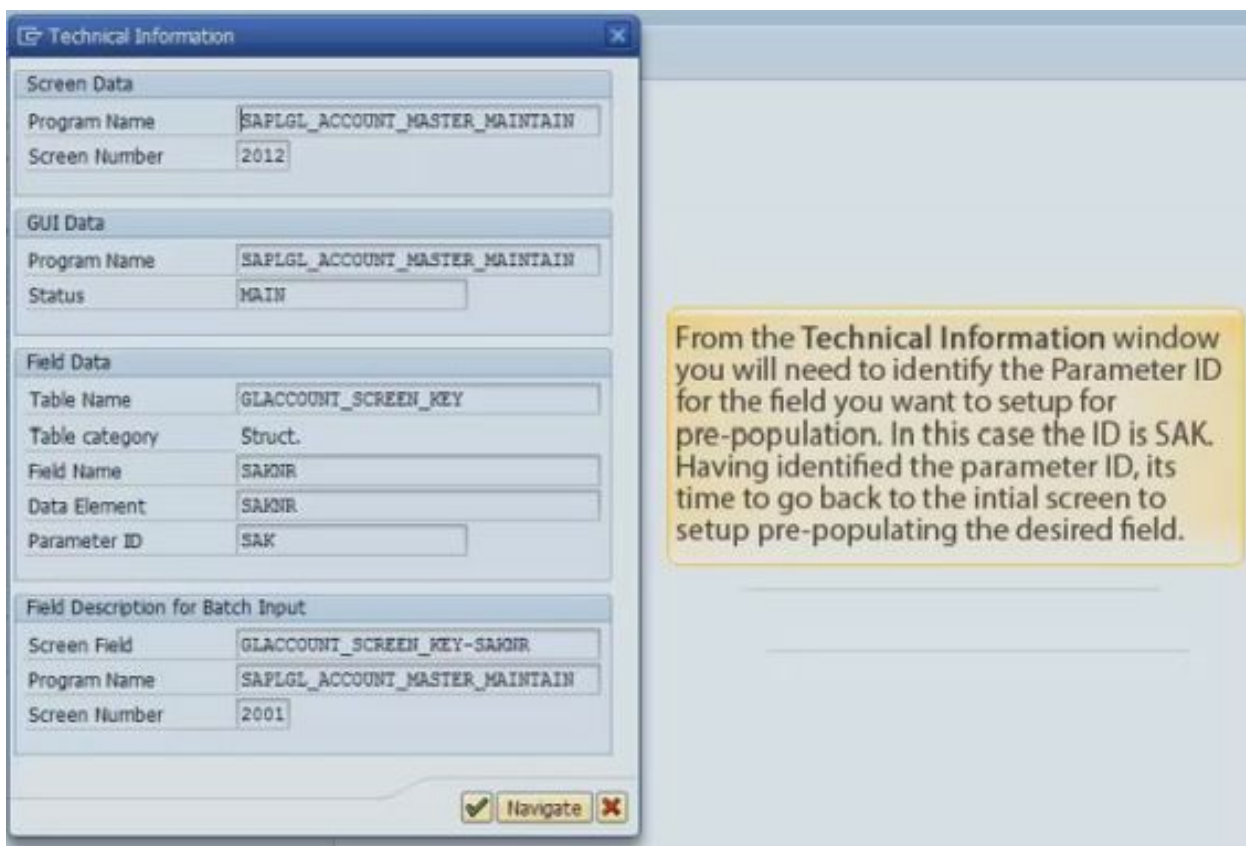 Technical Information
Screen Data
Program Name SAPLGL_ACCOUNT_MASTER_MAINTAIN
Screen Number 2012
GUI Data
Program Name SAPLGL_ACCOUNT_MASTER_MAINTAIN
Status MAIN
Field Data
Table Name GLACCOUNT_SCREEN_KEY
Table category Struct.
Field Name SAKNR
Data Element SAKNR
Parameter ID SAK
Field Description for Batch Input
Screen Field GLACCOUNT_SCREEN_KEY-SAKNR
Program Name SAPLGL_ACCOUNT_MASTER_MAINTAIN
Screen Number 2001
Navigate
From the Technical Information window
you will need to identify the Parameter ID
for the field you want to setup for
pre-population. In this case the ID is SAK.
Having identified the parameter ID, its
time to go back to the intial screen to
setup pre-populating the desired field.